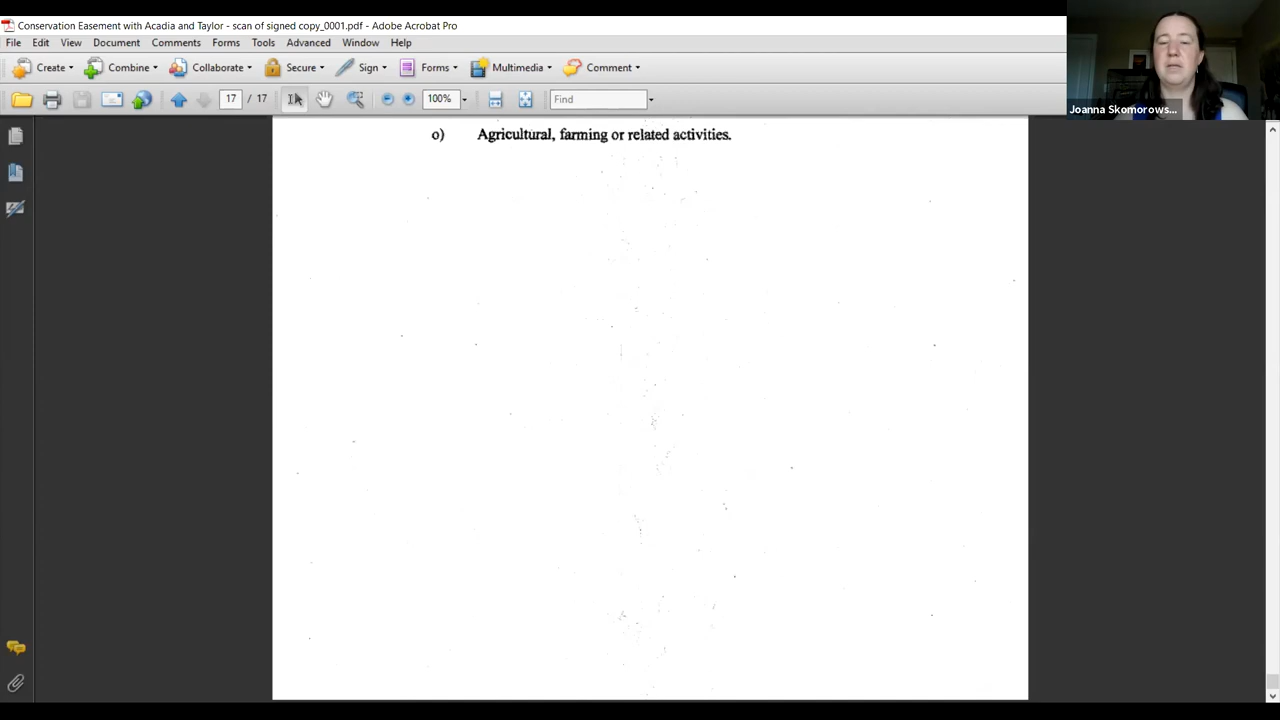 Conservation Easement with Acadia and Taylor - scan of signed copy_0001.pdf - Adobe Acrobat Pro
File Edit View Document Comments Forms Tools Advanced Window Help
Create Combine Collaborate Secure Sign Forms Multimedia Comment
17 / 17 100% Find
Joanna Skomorows...
o) Agricultural, farming or related activities.